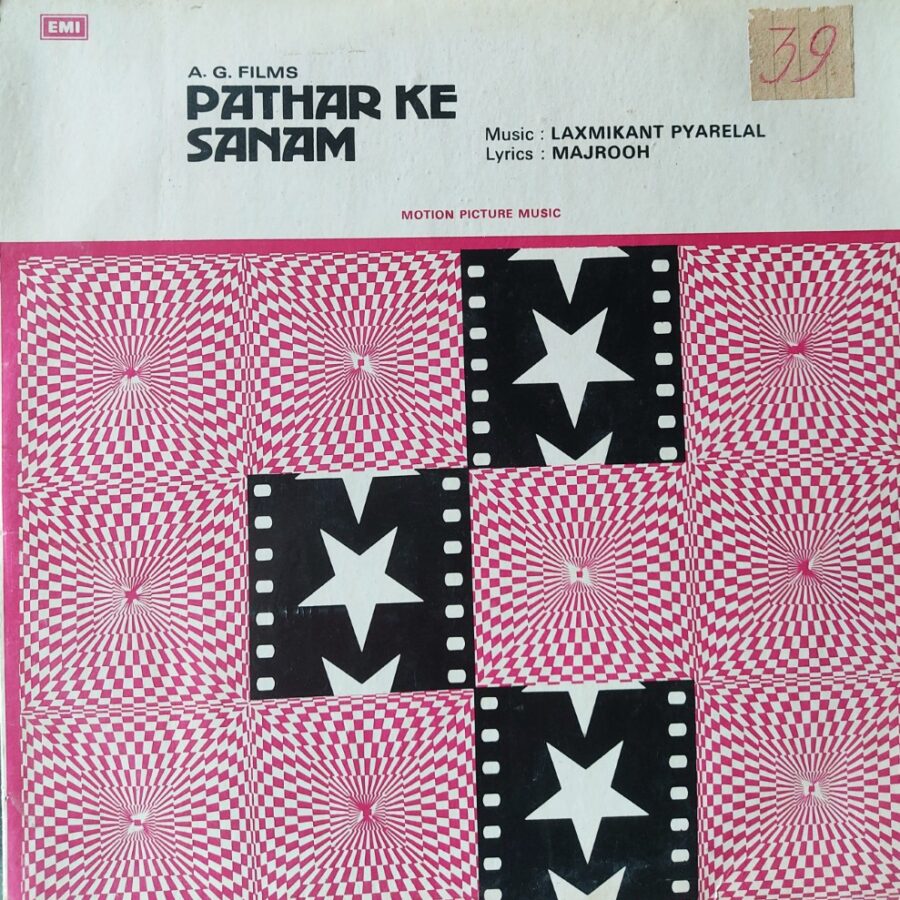 EMI
39
A. G. FILMS
PATHAR KE
SANAM
Music : LAXMIKANT PYARELAL
Lyrics : MAJROOH
MOTION PICTURE MUSIC